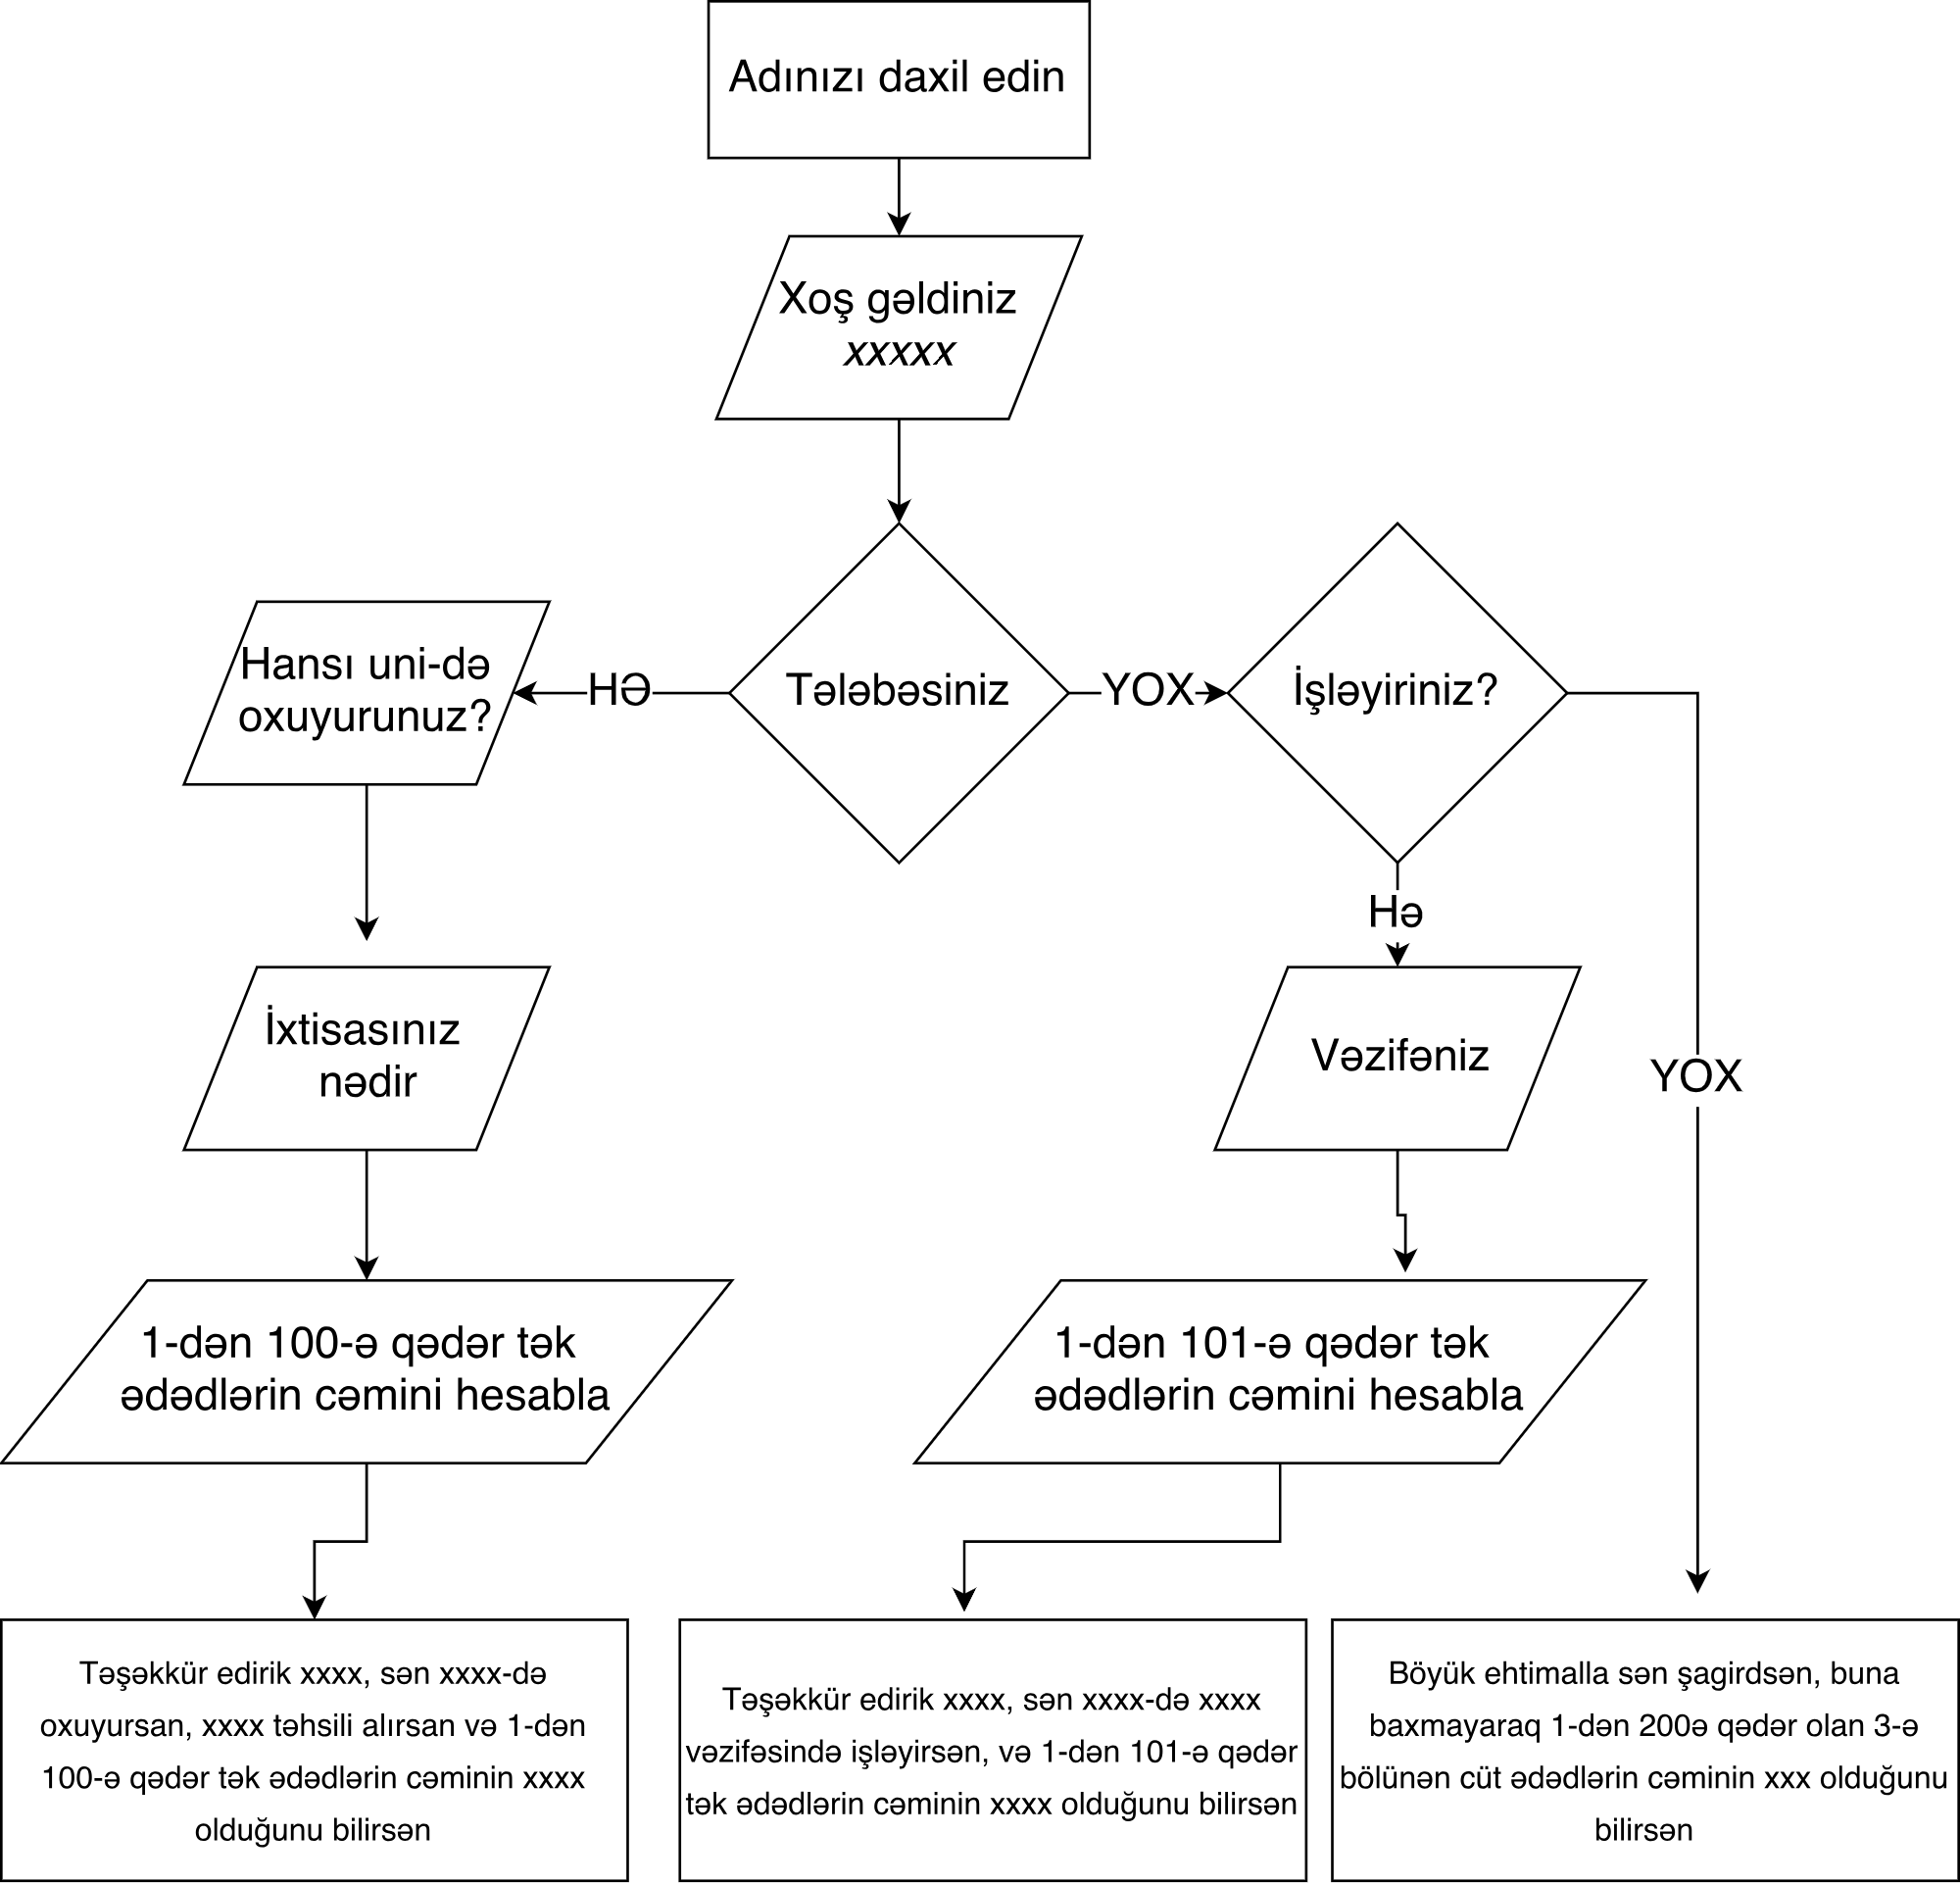 Adınızı daxil edin
Xoş gəldiniz
xxxxx
Hansı uni-də
oxuyurunuz?
HƏ
Tələbəsiniz
YOX
İşləyiriniz?
Hə
İxtisasınız
nədir
Vəzifəniz
YOX
1-dən 100-ə qədər tək
ədədlərin cəmini hesabla
1-dən 101-ə qədər tək
ədədlərin cəmini hesabla
Təşəkkür edirik xxxx, sən xxxx-də
oxuyursan, xxxx təhsili alırsan və 1-dən
100-ə qədər tək ədədlərin cəminin xxxx
olduğunu bilirsən
Təşəkkür edirik xxxx, sən xxxx-də xxxx
vəzifəsində işləyirsən, və 1-dən 101-ə qədər
tək ədədlərin cəminin xxxx olduğunu bilirsən
Böyük ehtimalla sən şagirdsən, buna
baxmayaraq 1-dən 200ə qədər olan 3-ə
bölünən cüt ədədlərin cəminin xxx olduğunu
bilirsən